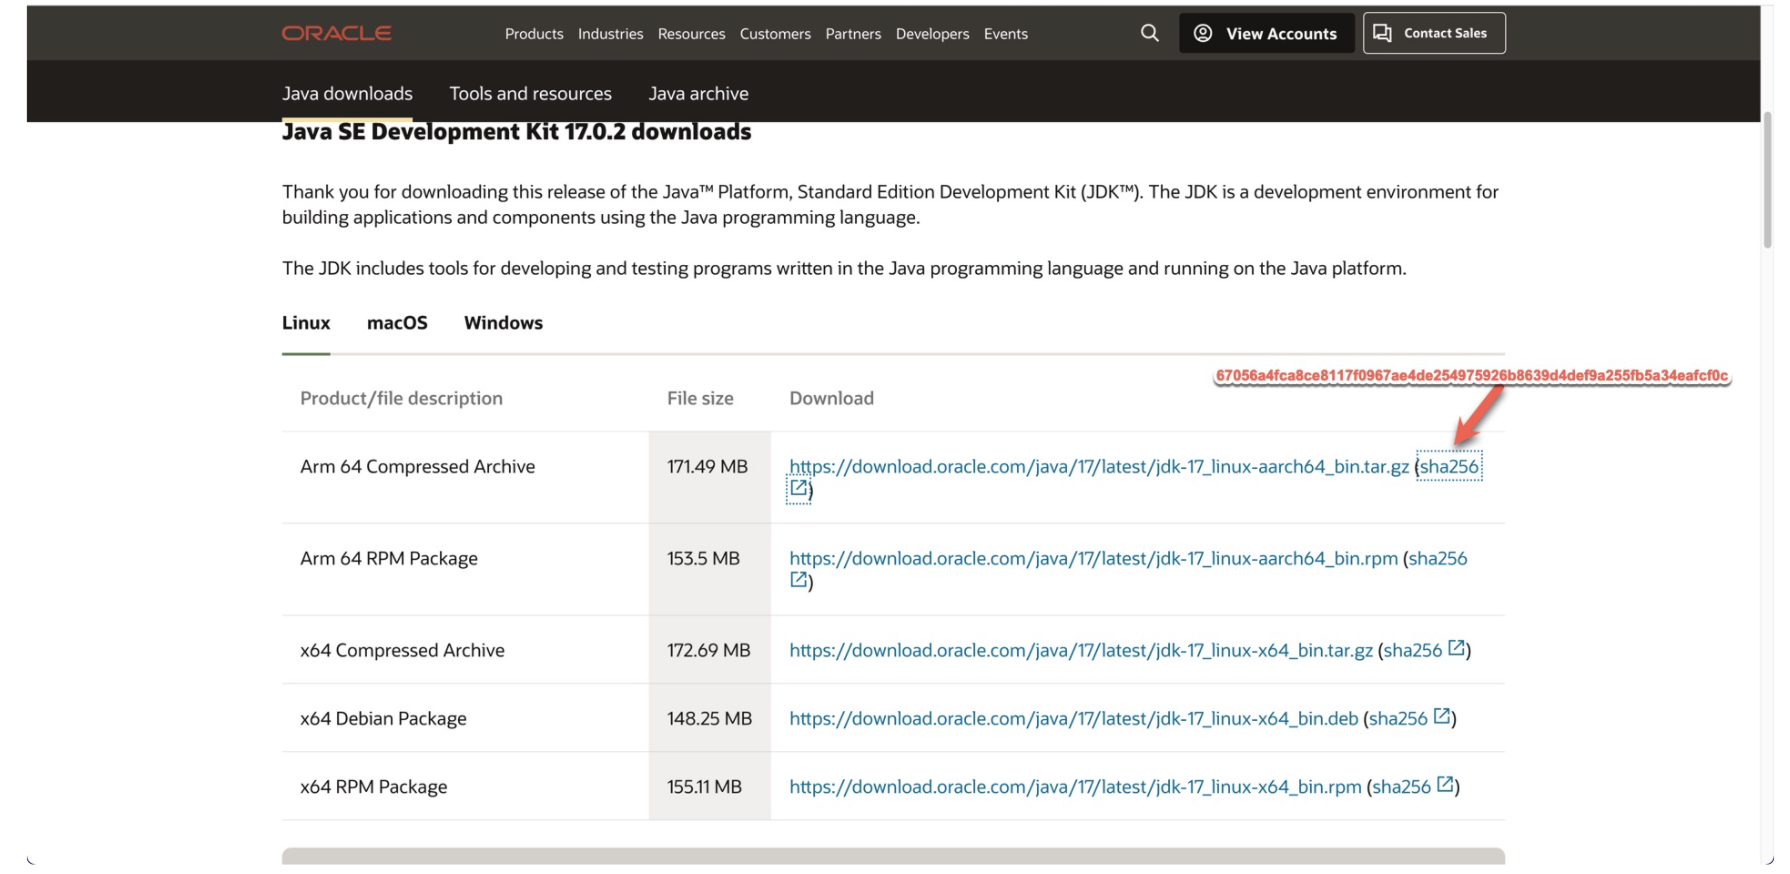 ORACLE
Products Industries Resources Customers Partners Developers Events
View Accounts
Contact Sales
Java downloads Tools and resources Java archive
Java SE Development Kit 17.0.2 downloads
Thank you for downloading this release of the Java™ Platform, Standard Edition Development Kit (JDK™). The JDK is a development environment for
building applications and components using the Java programming language.
The JDK includes tools for developing and testing programs written in the Java programming language and running on the Java platform.
Linux macOS Windows
67056a4fca8ce8117f0967ae4de254975926b8639d4def9a255fb5a34eafcf0c
Product/file description File size Download
Arm 64 Compressed Archive 171.49 MB https://download.oracle.com/java/17/latest/jdk-17_linux-aarch64_bin.tar.gz (sha256
)
Arm 64 RPM Package 153.5 MB https://download.oracle.com/java/17/latest/jdk-17_linux-aarch64_bin.rpm (sha256
)
x64 Compressed Archive 172.69 MB https://download.oracle.com/java/17/latest/jdk-17_linux-x64_bin.tar.gz (sha256 )
x64 Debian Package 148.25 MB https://download.oracle.com/java/17/latest/jdk-17_linux-x64_bin.deb (sha256 )
x64 RPM Package 155.11 MB https://download.oracle.com/java/17/latest/jdk-17_linux-x64_bin.rpm (sha256 )